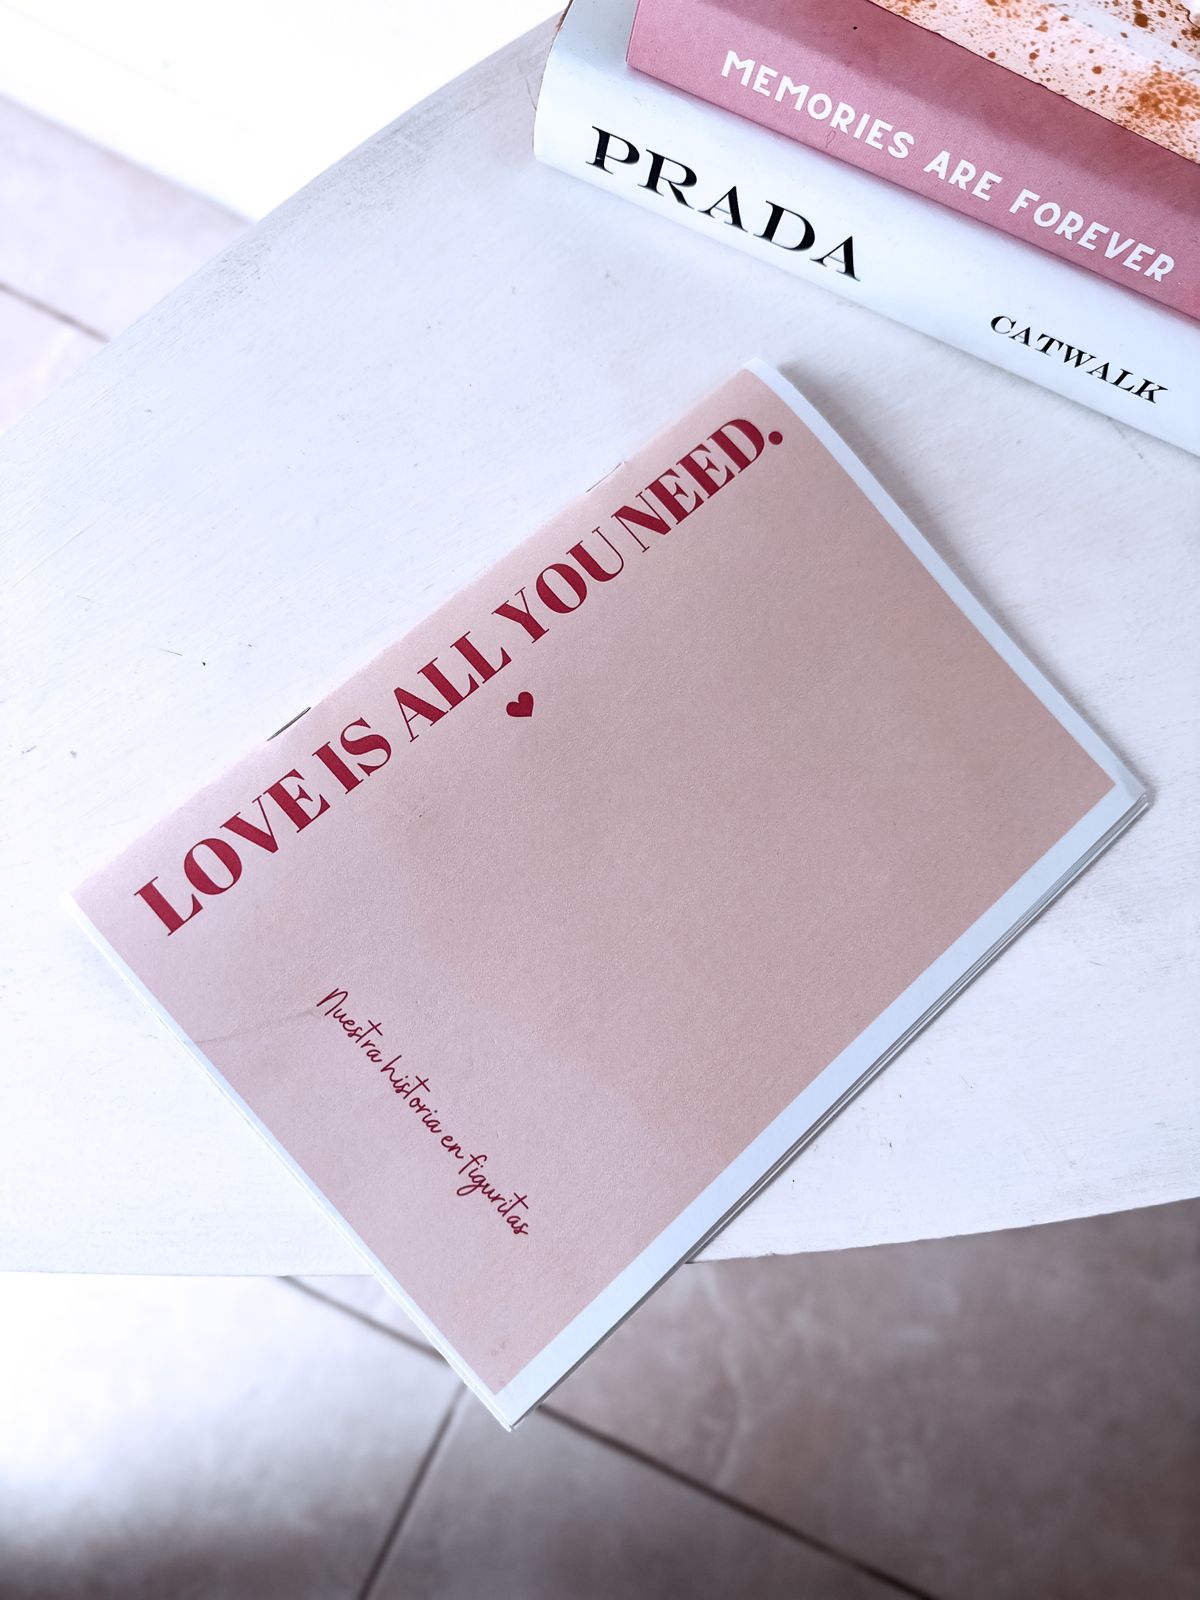 MEMORIES ARE FOREVER
PRADA
CATWALK
LOVE IS ALL YOU NEED.
Nuestra historia en figuritas